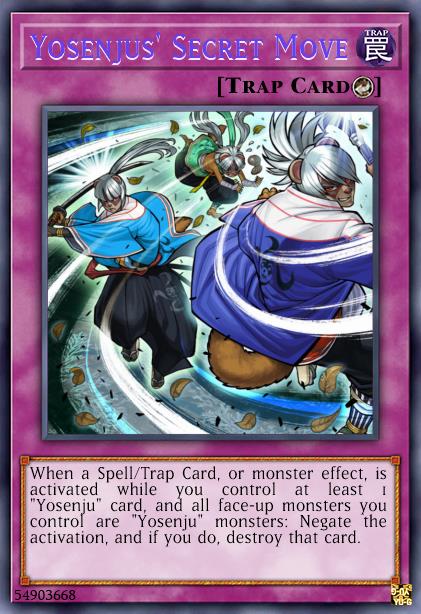 Yosenjus' Secret Move
TRAP
罠
[Trap Card]
When a Spell/Trap Card, or monster effect, is
activated while you control at least 1
"Yosenju" card, and all face-up monsters you
control are "Yosenju" monsters: Negate the
activation, and if you do, destroy that card.
54903668